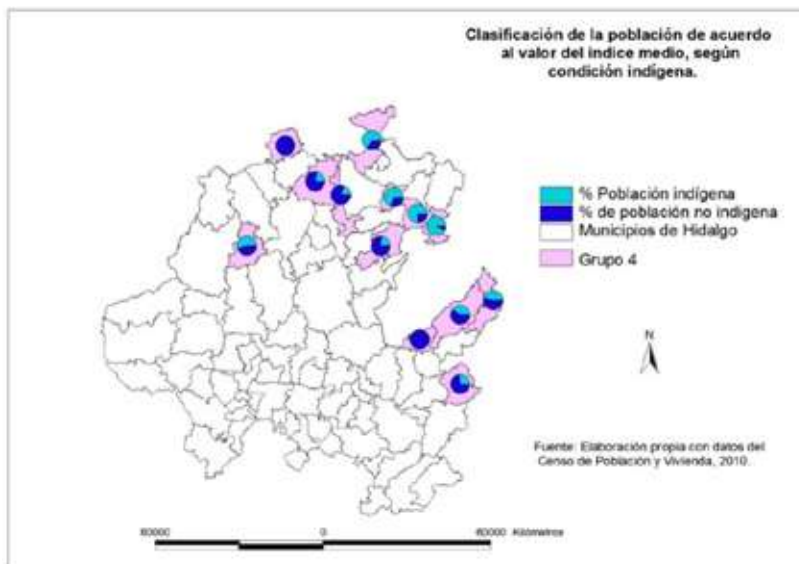 Clasificación de la población de acuerdo
al valor del índice medio, según
condición indígena.
% Población indígena
% de población no indigena
Municipios de Hidalgo
Grupo 4
N
Fuente: Elaboración propia con datos del
Censo de Población y Vivienda, 2010.
60000 0 60000 Kilómetros